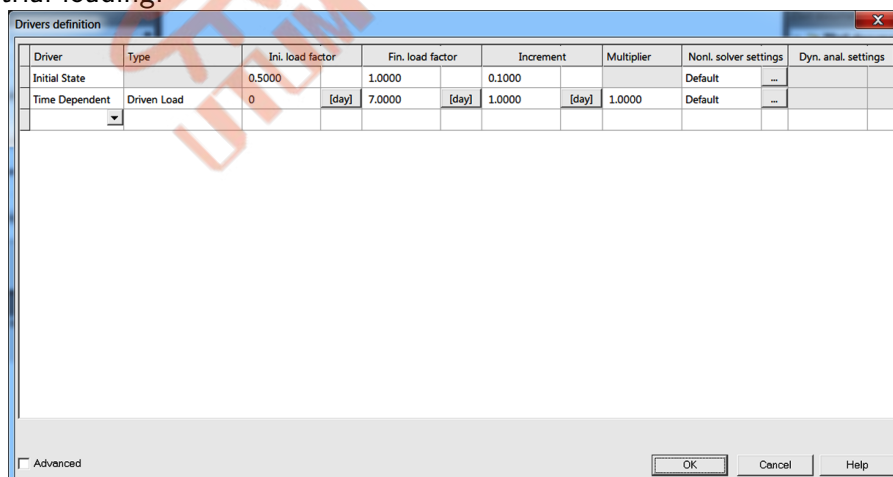 trial loading.
Drivers definition
X
Driver Type Ini. load factor Fin. load factor Increment Multiplier Nonl. solver settings Dyn. anal. settings
Initial State 0.5000 1.0000 0.1000 Default ...
Time Dependent Driven Load 0 [day] 7.0000 [day] 1.0000 [day] 1.0000 Default ...
Advanced OK Cancel Help